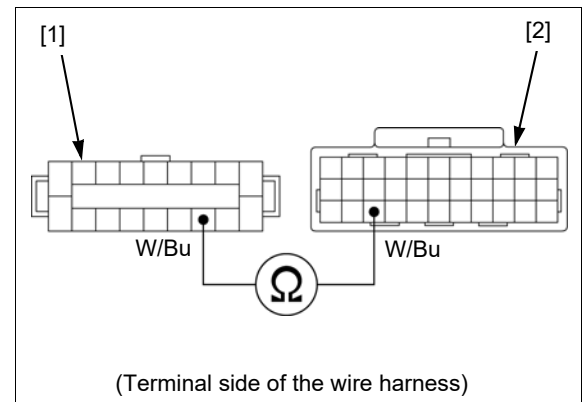 [1]
[2]
W/Bu
W/Bu
Ω
(Terminal side of the wire harness)